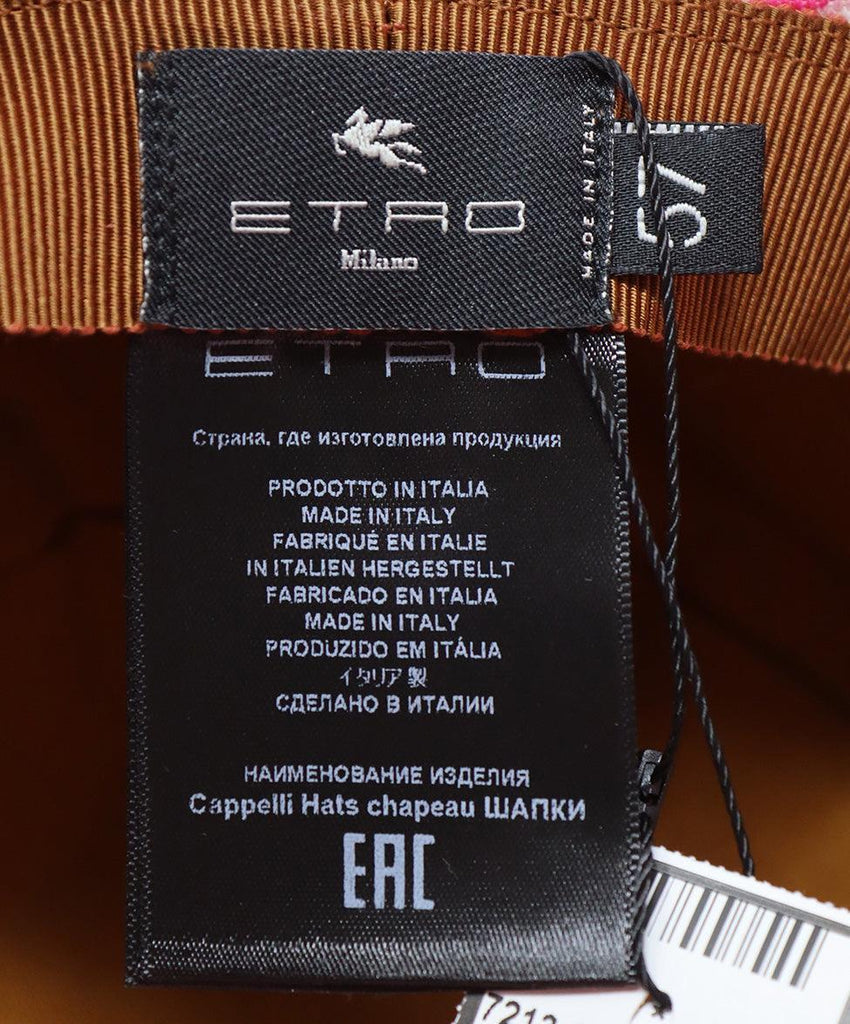 ETRO
Milano
MADE IN ITALY
57
ETRO
Страна, где изготовлена продукция
PRODOTTO IN ITALIA
MADE IN ITALY
FABRIQUÉ EN ITALIE
IN ITALIEN HERGESTELLT
FABRICADO EN ITALIA
MADE IN ITALY
PRODUZIDO EM ITÁLIA
イタリア製
СДЕЛАНО В ИТАЛИИ
НАИМЕНОВАНИЕ ИЗДЕЛИЯ
Cappelli Hats chapeau ШАПКИ
EAC